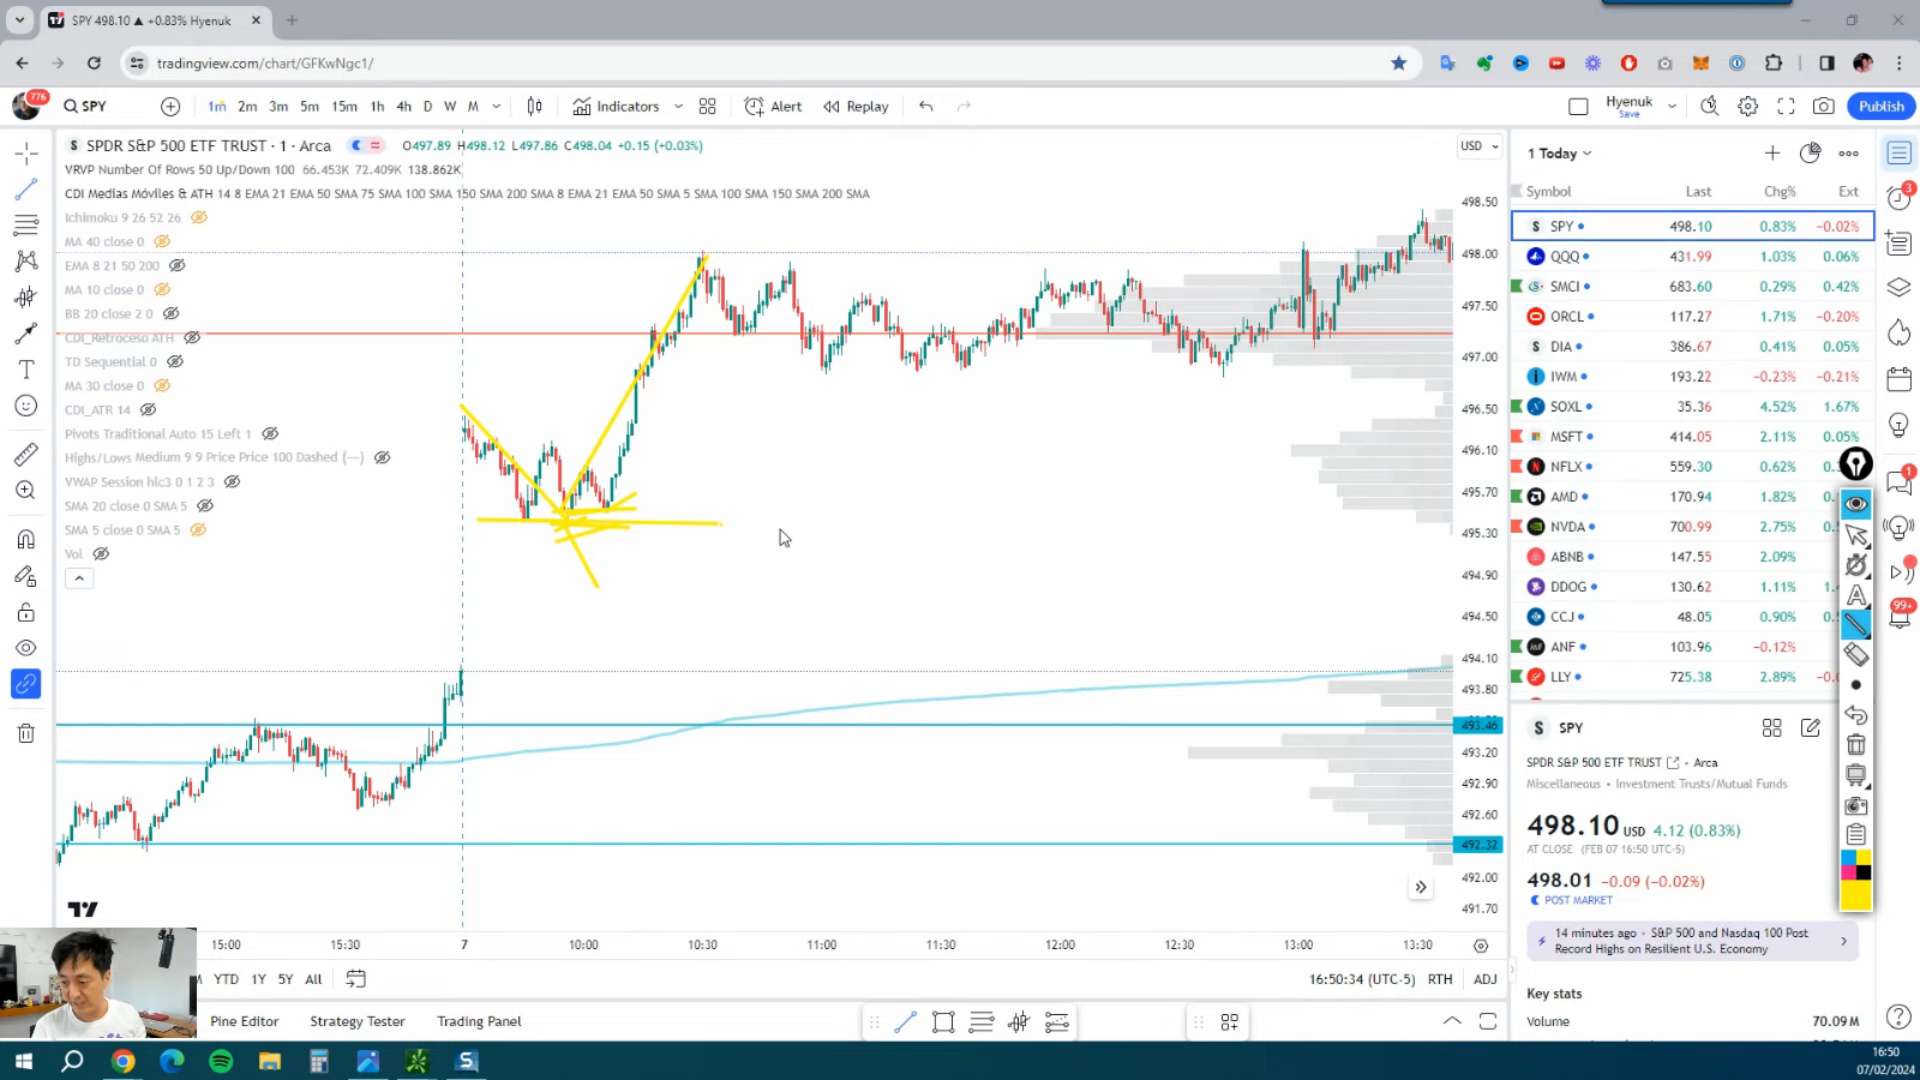 SPY 498.10 ▲ +0.83% Hyenuk
tradingview.com/chart/GFKwNgc1/
776
SPY
1m 2m 3m 5m 15m 1h 4h D W M
Indicators
Alert
Replay
Hyenuk
Save
Publish
SPDR S&P 500 ETF TRUST · 1 · Arca
O497.89 H498.12 L497.86 C498.04 +0.15 (+0.03%)
USD
VRVP Number Of Rows 50 Up/Down 100 66.453K 72.409K 138.862K
CDI Medias Móviles & ATH 14 8 EMA 21 EMA 50 SMA 75 SMA 100 SMA 150 SMA 200 SMA 8 EMA 21 EMA 50 SMA 5 SMA 100 SMA 150 SMA 200 SMA
Ichimoku 9 26 52 26
MA 40 close 0
EMA 8 21 50 200
MA 10 close 0
BB 20 close 2 0
CDI_Retroceso ATH
TD Sequential 0
MA 30 close 0
CDI_ATR 14
Pivots Traditional Auto 15 Left 1
Highs/Lows Medium 9 9 Price Price 100 Dashed (---)
VWAP Session hlc3 0 1 2 3
SMA 20 close 0 SMA 5
SMA 5 close 0 SMA 5
Vol
498.50
498.00
497.50
497.00
496.50
496.10
495.70
495.30
494.90
494.50
494.10
493.80
493.46
493.20
492.90
492.60
492.32
492.00
491.70
15:00 15:30 7 10:00 10:30 11:00 11:30 12:00 12:30 13:00 13:30
YTD 1Y 5Y All
16:50:34 (UTC-5) RTH ADJ
Pine Editor Strategy Tester Trading Panel
1 Today
Symbol Last Chg% Ext
SPY 498.10 0.83% −0.02%
QQQ 431.99 1.03% 0.06%
SMCI 683.60 0.29% 0.42%
ORCL 117.27 1.71% −0.20%
DIA 386.67 0.41% 0.05%
IWM 193.22 −0.23% −0.21%
SOXL 35.36 4.52% 1.67%
MSFT 414.05 2.11% 0.05%
NFLX 559.30 0.62%
AMD 170.94 1.82%
NVDA 700.99 2.75%
ABNB 147.55 2.09%
DDOG 130.62 1.11%
CCJ 48.05 0.90%
ANF 103.96 −0.12%
LLY 725.38 2.89%
SPY
SPDR S&P 500 ETF TRUST • Arca
Miscellaneous • Investment Trusts/Mutual Funds
498.10 USD 4.12 (0.83%)
AT CLOSE (FEB 07 16:50 UTC-5)
498.01 −0.09 (−0.02%)
POST MARKET
14 minutes ago • S&P 500 and Nasdaq 100 Post
Record Highs on Resilient U.S. Economy
Key stats
Volume 70.09M
3
1
99+
16:50
07/02/2024